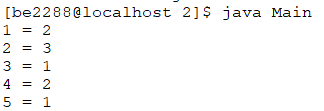 [be2288@localhost 2]$ java Main
1 = 2
2 = 3
3 = 1
4 = 2
5 = 1